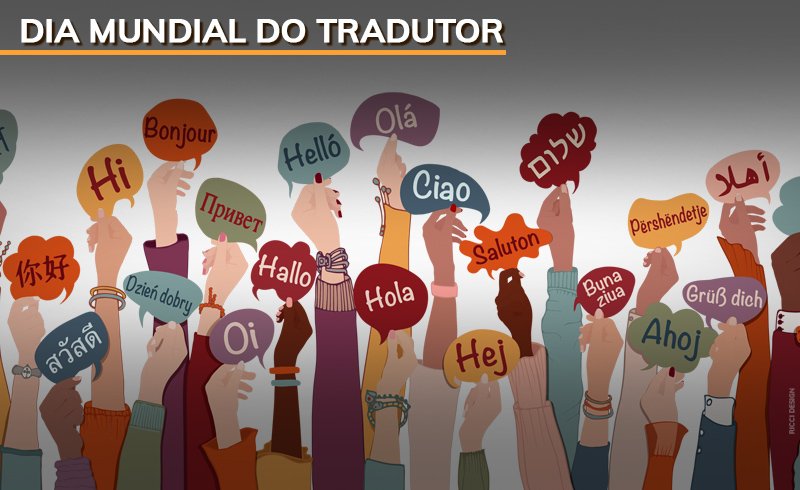 DIA MUNDIAL DO TRADUTOR
Bonjour
Olá
Helló
שלום
Hi
Ciao
أهلا
Привет
Përshëndetje
Saluton
你好
Hallo
Dzień dobry
Hola
Buna
ziua
Grüß dich
Oi
สวัสดี
Hej
Ahoj
RICCI DESIGN